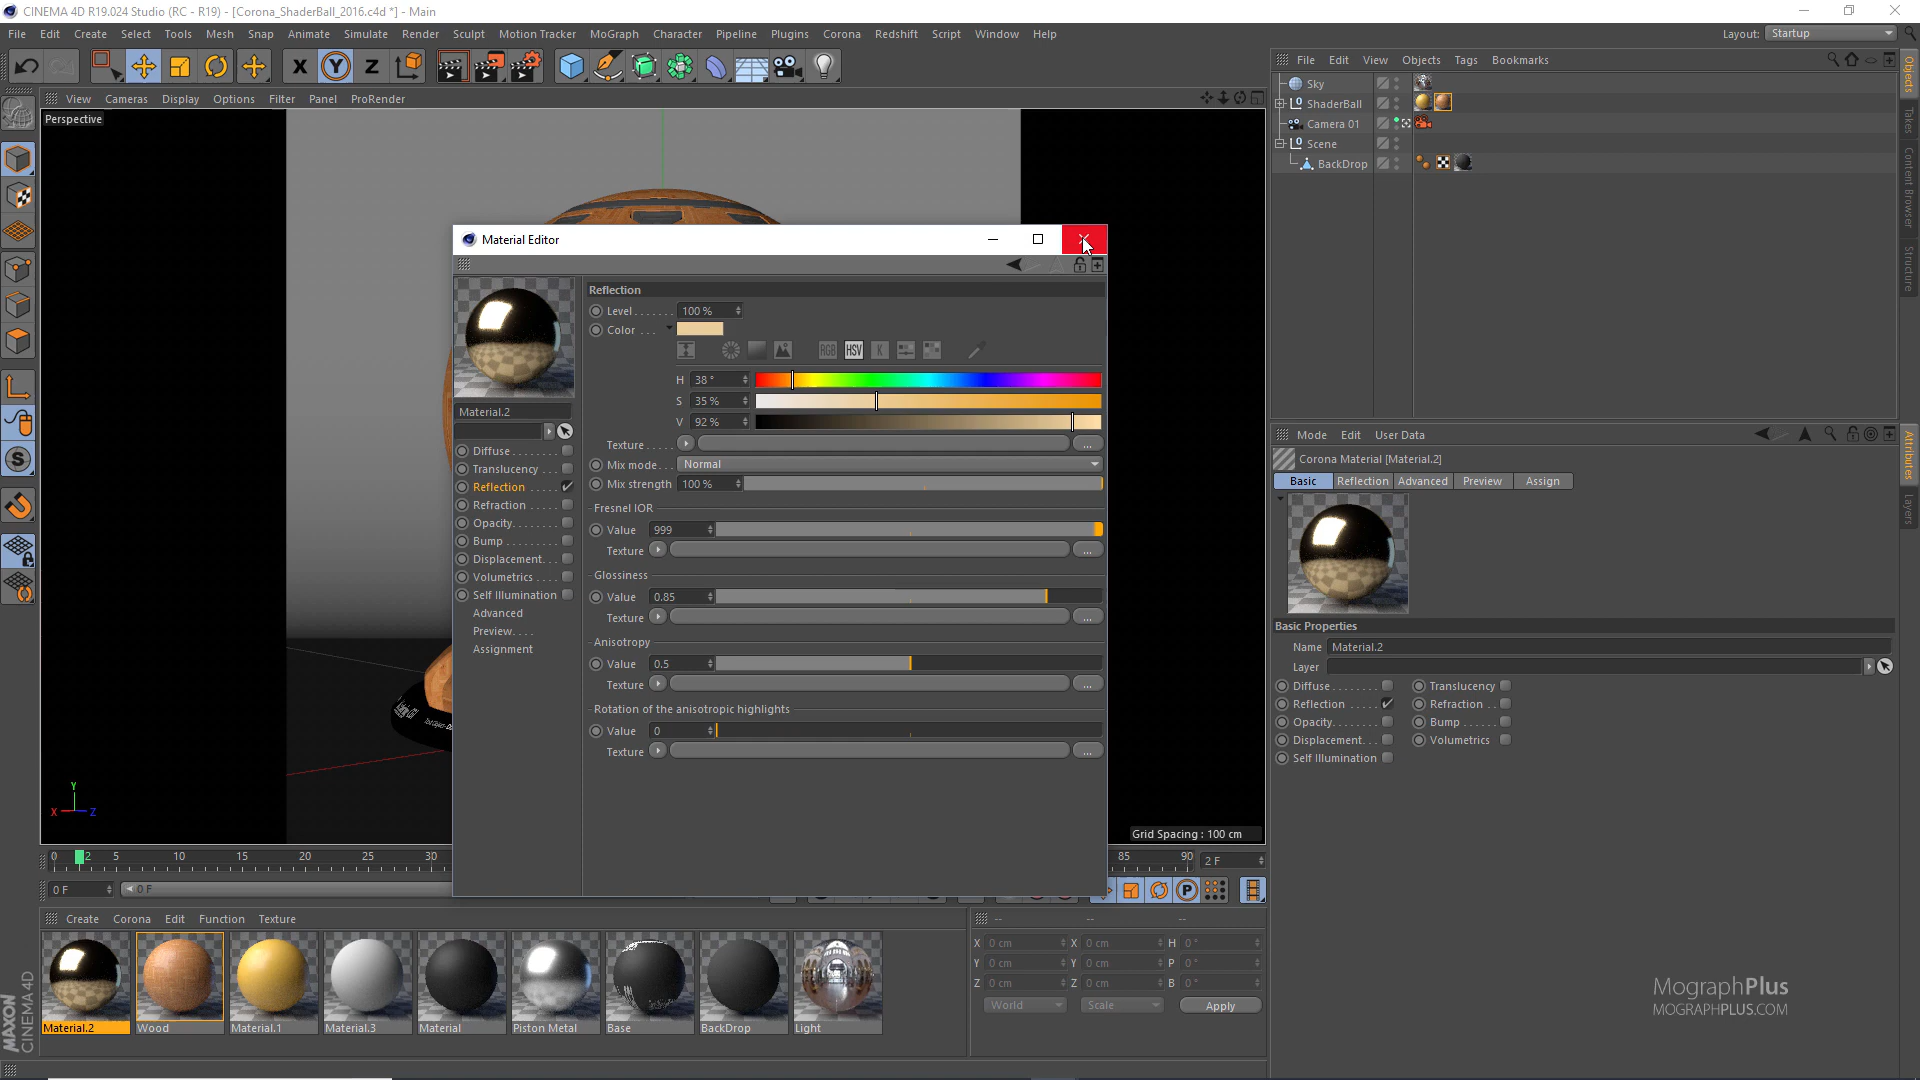 CINEMA 4D R19.024 Studio (RC - R19) - [Corona_ShaderBall_2016.c4d *] - Main
File Edit Create Select Tools Mesh Snap Animate Simulate Render Sculpt Motion Tracker MoGraph Character Pipeline Plugins Corona Redshift Script Window Help
Layout: Startup
X Y Z
File Edit View Objects Tags Bookmarks
View Cameras Display Options Filter Panel ProRender
Perspective
Sky
ShaderBall
Camera 01
Scene
BackDrop
Objects
Takes
Content Browser
Structure
Material Editor
Reflection
Level....... 100 %
Color ...
RGB HSV K
H 38 °
S 35 %
V 92 %
Texture..... ...
Mix mode... Normal
Mix strength 100 %
Fresnel IOR
Value 999
Texture ...
Glossiness
Value 0.85
Texture ...
Anisotropy
Value 0.5
Texture ...
Rotation of the anisotropic highlights
Value 0
Texture ...
Material.2
Diffuse.......
Translucency ...
Reflection .....
Refraction .....
Opacity.......
Bump ........
Displacement...
Volumetrics ....
Self Illumination
Advanced
Preview....
Assignment
Mode Edit User Data
Corona Material [Material.2]
Basic Reflection Advanced Preview Assign
Basic Properties
Name Material.2
Layer
Diffuse........ Translucency
Reflection ..... Refraction ..
Opacity....... Bump ......
Displacement... Volumetrics
Self Illumination
Attributes
Layers
Y
X Z
Grid Spacing : 100 cm
0 2 5 10 15 20 25 30 85 90 2 F
0 F 0 F
P
Create Corona Edit Function Texture
-- -- --
Material.2 Wood Material.1 Material.3 Material Piston Metal Base BackDrop Light
X 0 cm X 0 cm H 0 °
Y 0 cm Y 0 cm P 0 °
Z 0 cm Z 0 cm B 0 °
World Scale Apply
MAXON
CINEMA 4D
MographPlus
MOGRAPHPLUS.COM